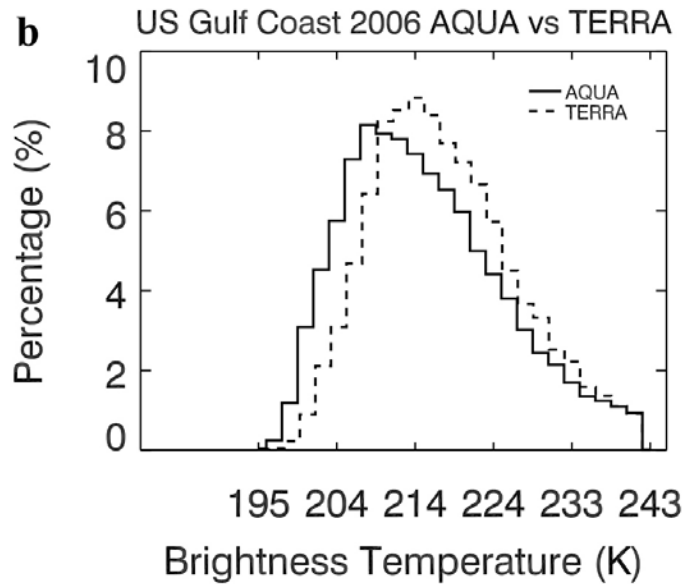 b
US Gulf Coast 2006 AQUA vs TERRA
AQUA
TERRA
Percentage (%)
10
8
6
4
2
0
195 204 214 224 233 243
Brightness Temperature (K)